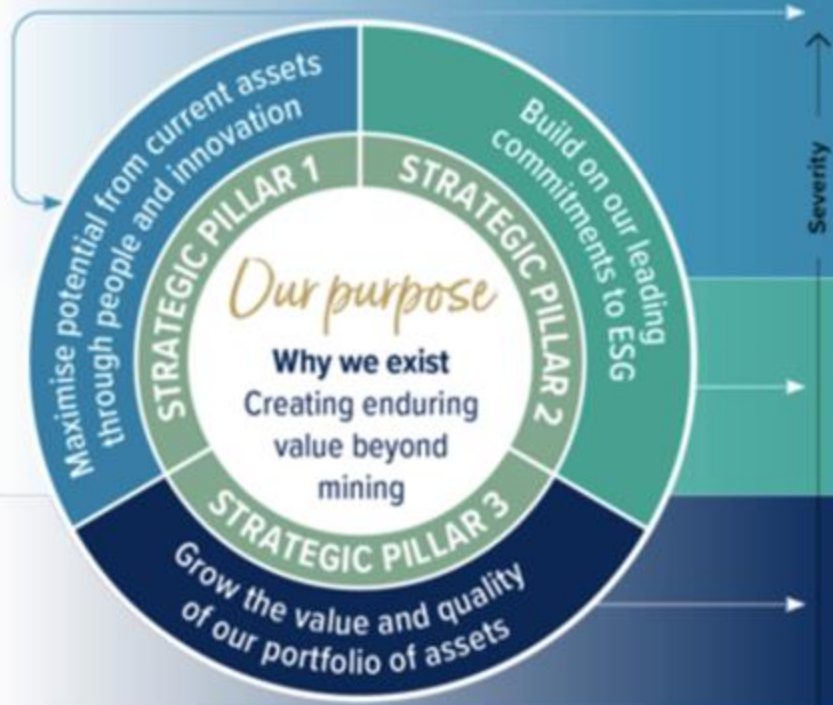 Maximise potential from current assets
through people and innovation
STRATEGIC PILLAR 1
Build on our leading
commitments to ESG
STRATEGIC PILLAR 2
Our purpose
Why we exist
Creating enduring
value beyond
mining
STRATEGIC PILLAR 3
Grow the value and quality
of our portfolio of assets
Severity